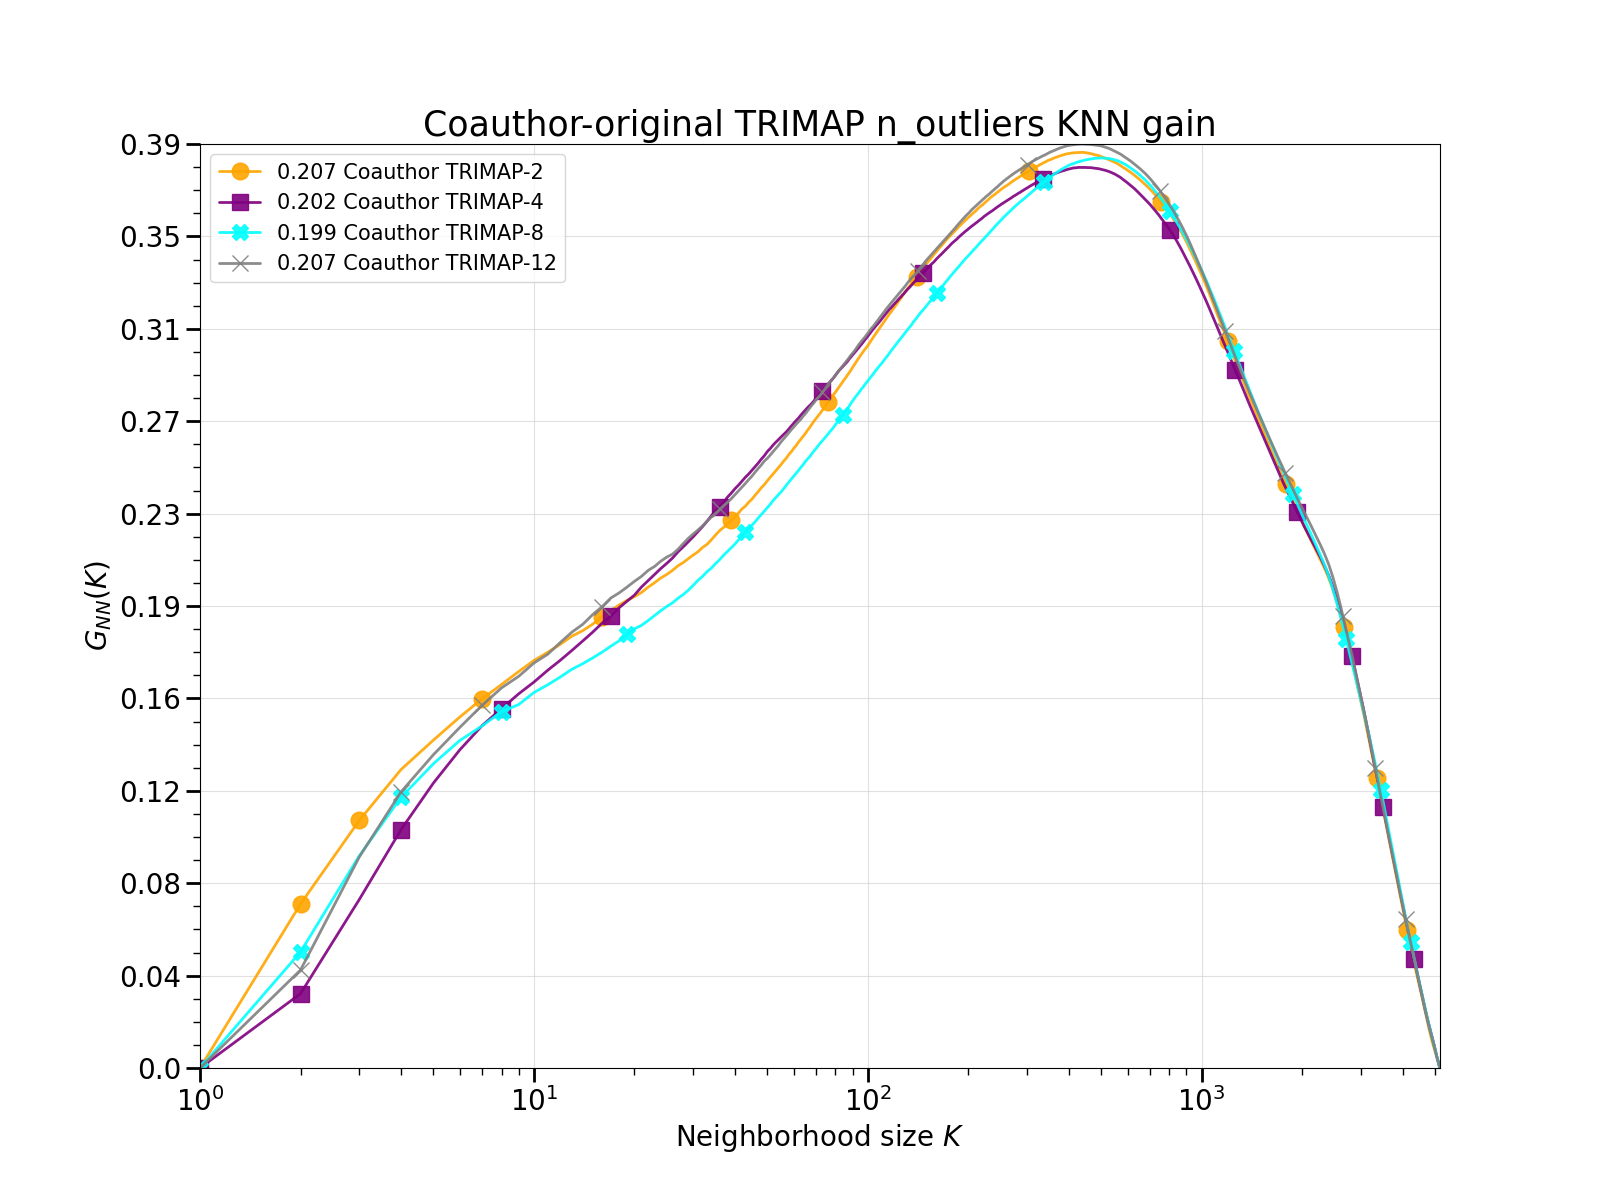 Coauthor-original TRIMAP n_outliers KNN gain
0.39
0.35
0.31
0.27
0.23
0.19
0.16
0.12
0.08
0.04
0.0
G_{NN}(K)
0.207 Coauthor TRIMAP-2
0.202 Coauthor TRIMAP-4
0.199 Coauthor TRIMAP-8
0.207 Coauthor TRIMAP-12
10^0 10^1 10^2 10^3
Neighborhood size K